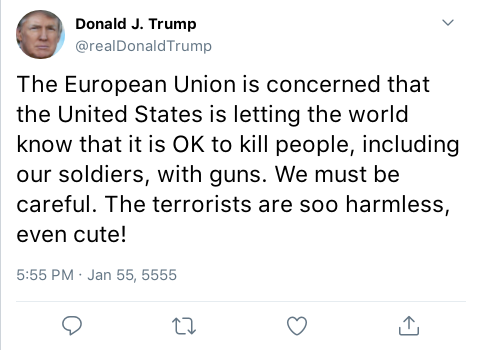 Donald J. Trump
@realDonaldTrump
The European Union is concerned that
the United States is letting the world
know that it is OK to kill people, including
our soldiers, with guns. We must be
careful. The terrorists are soo harmless,
even cute!
5:55 PM · Jan 55, 5555